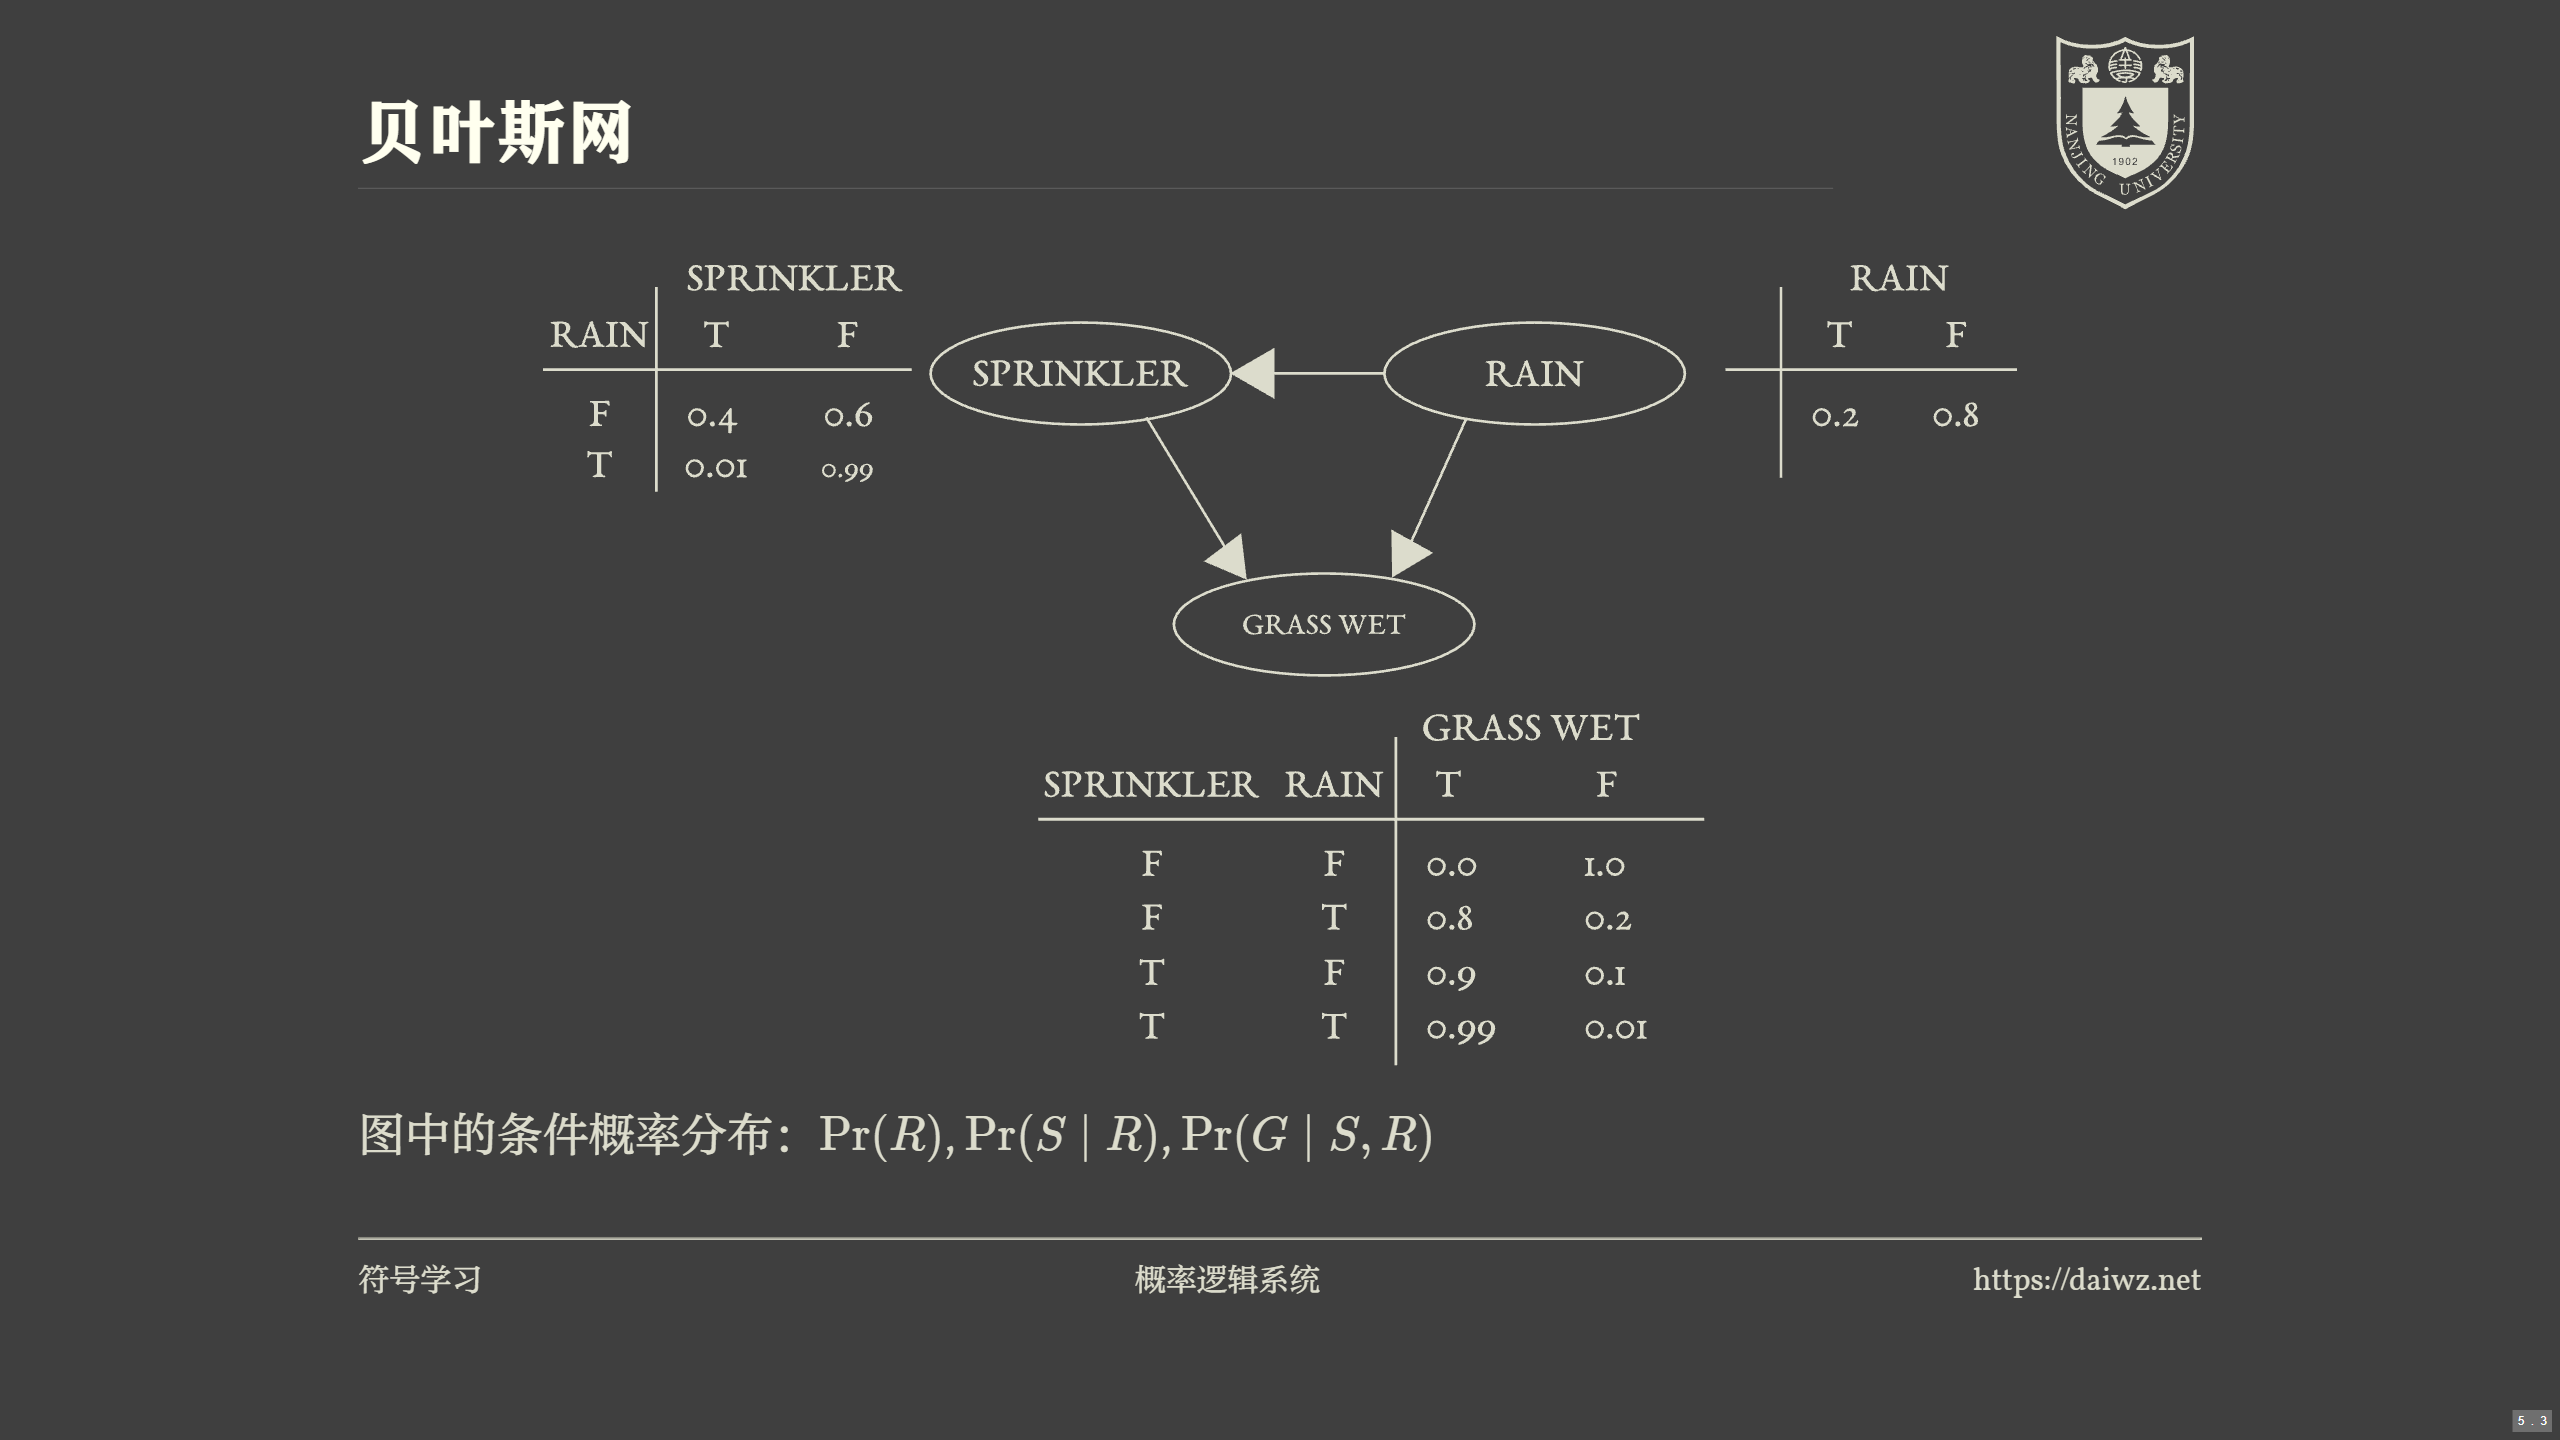 贝叶斯网
NANJING UNIVERSITY
1902
SPRINKLER
RAIN T F
F 0.4 0.6
T 0.01 0.99
SPRINKLER
RAIN
RAIN
T F
0.2 0.8
GRASS WET
GRASS WET
SPRINKLER RAIN T F
F F 0.0 1.0
F T 0.8 0.2
T F 0.9 0.1
T T 0.99 0.01
图中的条件概率分布：Pr(R), Pr(S | R), Pr(G | S, R)
符号学习 概率逻辑系统 https://daiwz.net
5.3